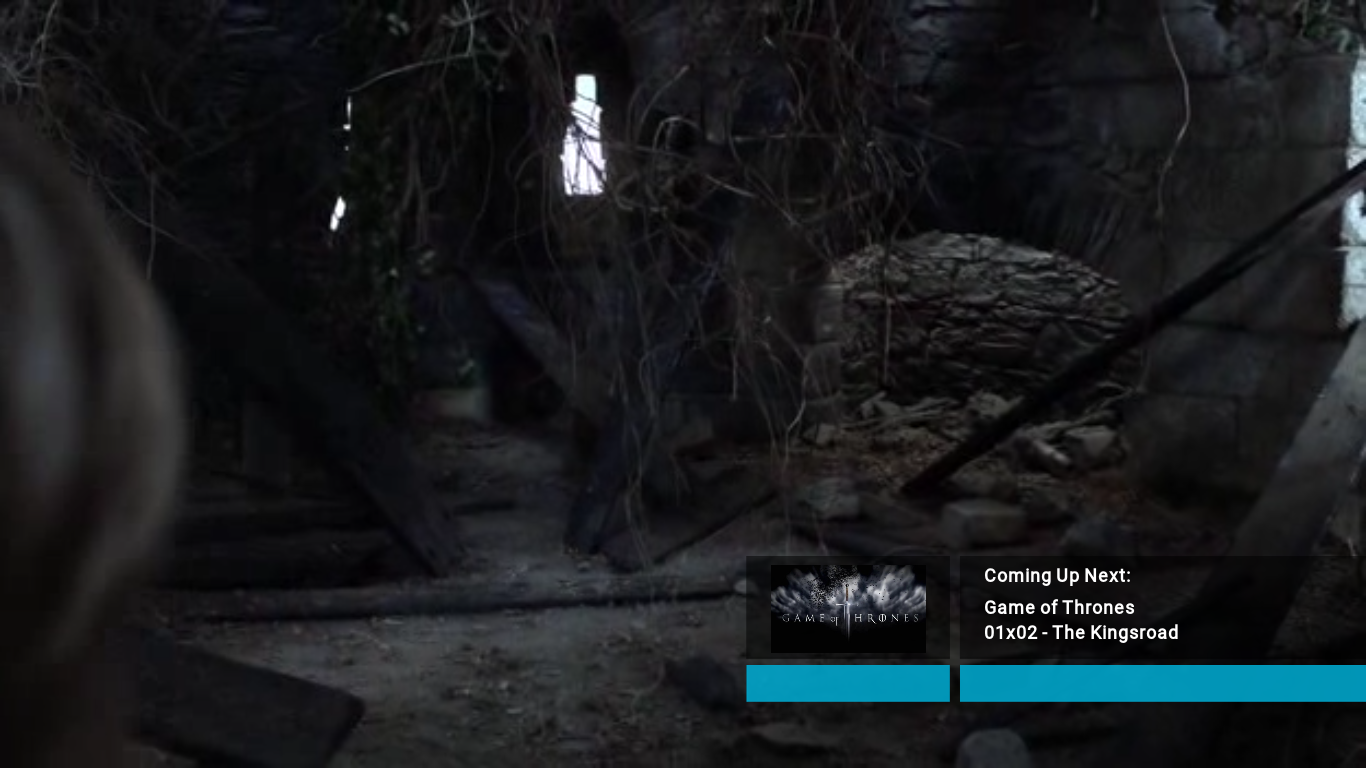 GAME of THRONES
Coming Up Next:
Game of Thrones
01x02 - The Kingsroad